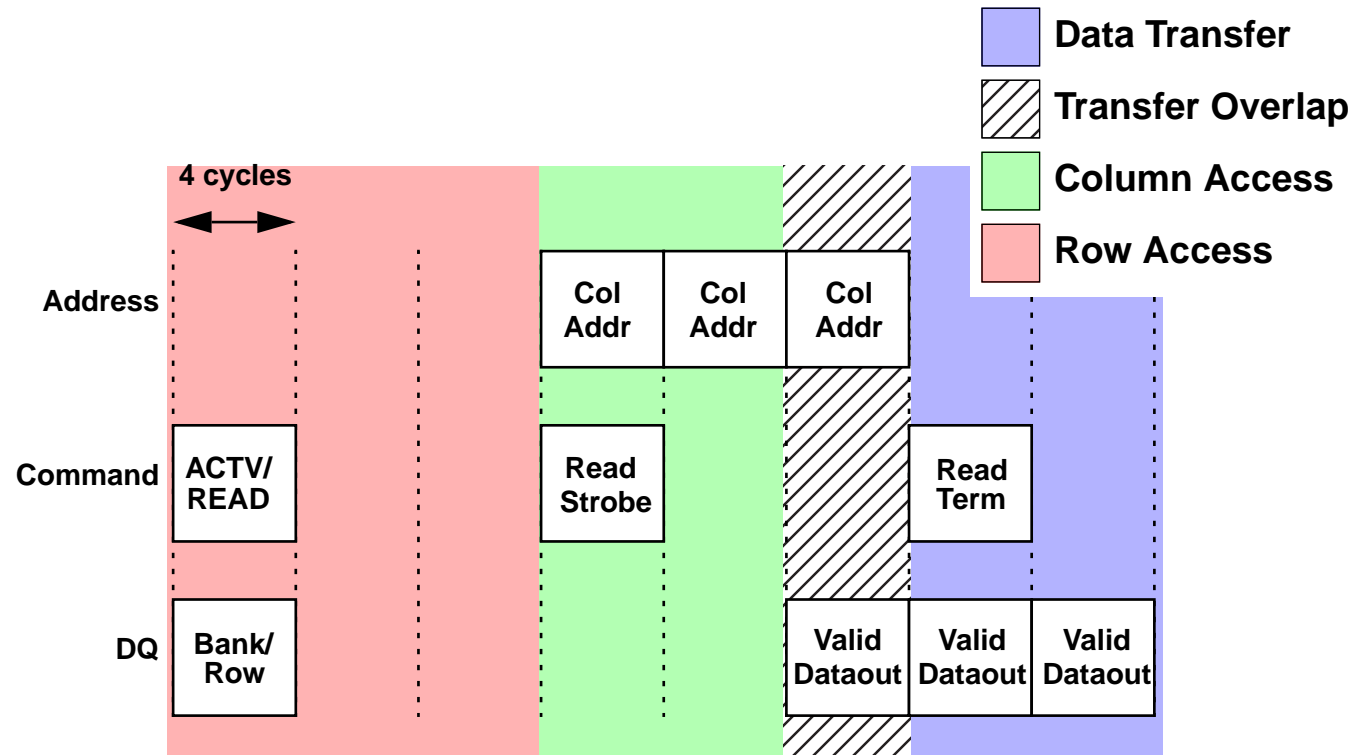 Data Transfer
Transfer Overlap
Column Access
Row Access
4 cycles
Address
Col
Addr
Col
Addr
Col
Addr
Command
ACTV/
READ
Read
Strobe
Read
Term
DQ
Bank/
Row
Valid
Dataout
Valid
Dataout
Valid
Dataout